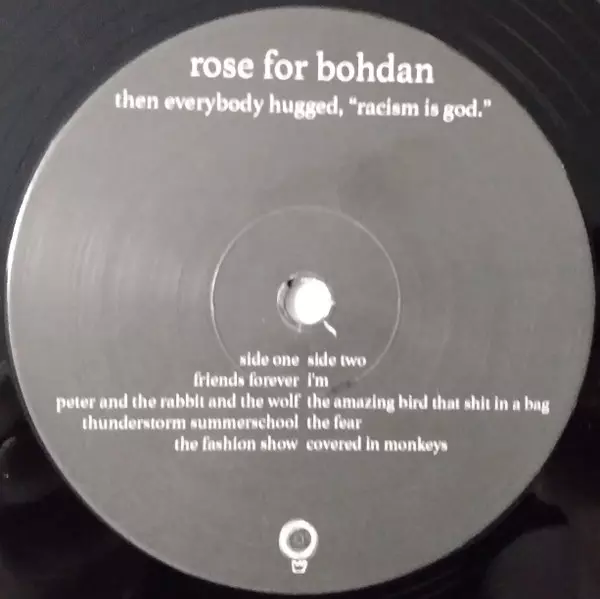 rose for bohdan
then everybody hugged, "racism is god."
side one side two
friends forever i'm
peter and the rabbit and the wolf the amazing bird that shit in a bag
thunderstorm summerschool the fear
the fashion show covered in monkeys